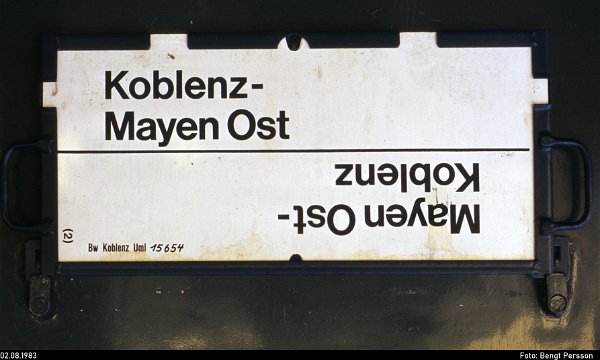 Koblenz-
Mayen Ost
Mayen Ost-
Koblenz
(2)
Bw Koblenz Uml 15654
02.08.1983
Foto: Bengt Persson